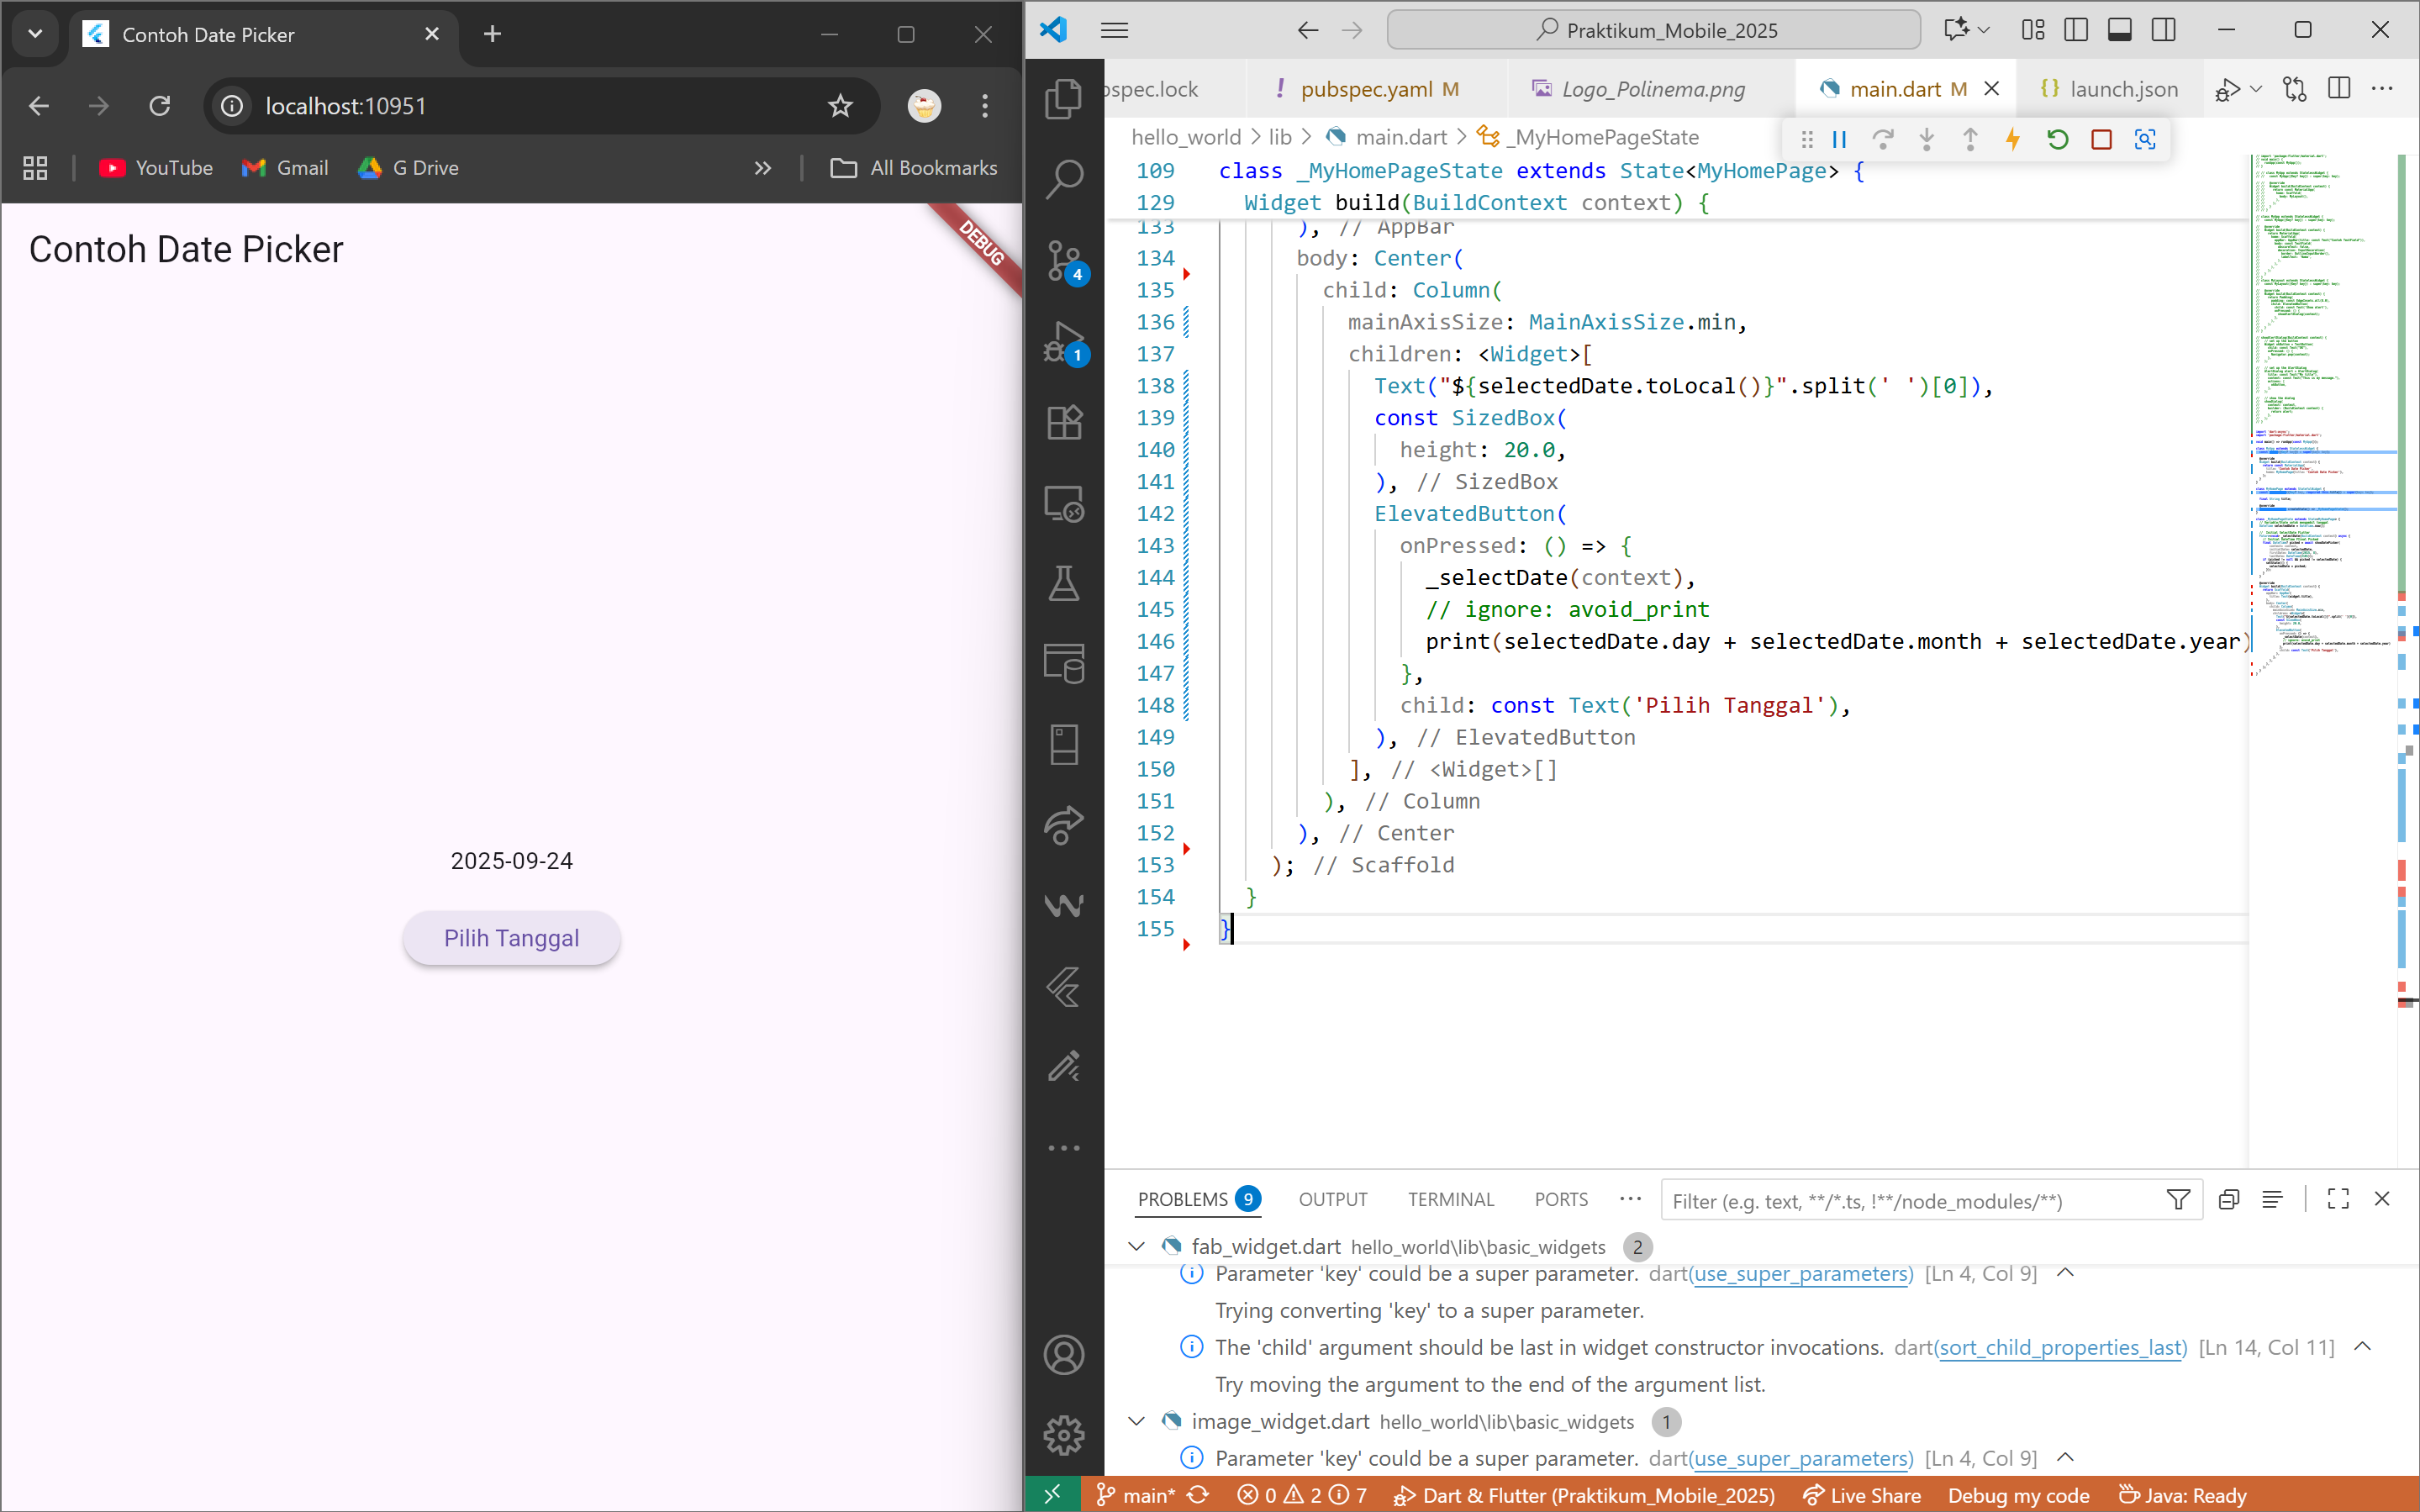 Contoh Date Picker
localhost:10951
YouTube
Gmail
G Drive
All Bookmarks
Contoh Date Picker
DEBUG
2025-09-24
Pilih Tanggal
Praktikum_Mobile_2025
pubspec.yaml M
Logo_Polinema.png
main.dart M
launch.json
hello_world > lib > main.dart > _MyHomePageState
109 class _MyHomePageState extends State<MyHomePage> {
129 Widget build(BuildContext context) {
133 ), // AppBar
134 body: Center(
135 child: Column(
136 mainAxisSize: MainAxisSize.min,
137 children: <Widget>[
138 Text("${selectedDate.toLocal()}".split(' ')[0]),
139 const SizedBox(
140 height: 20.0,
141 ), // SizedBox
142 ElevatedButton(
143 onPressed: () => {
144 _selectDate(context),
145 // ignore: avoid_print
146 print(selectedDate.day + selectedDate.month + selectedDate.year)
147 },
148 child: const Text('Pilih Tanggal'),
149 ), // ElevatedButton
150 ], // <Widget>[]
151 ), // Column
152 ), // Center
153 ); // Scaffold
154 }
155 }
4
1
PROBLEMS 9
OUTPUT
TERMINAL
PORTS
Filter (e.g. text, **/*.ts, !**/node_modules/**)
fab_widget.dart hello_world\lib\basic_widgets 2
Parameter 'key' could be a super parameter. dart(use_super_parameters) [Ln 4, Col 9]
Trying converting 'key' to a super parameter.
The 'child' argument should be last in widget constructor invocations. dart(sort_child_properties_last) [Ln 14, Col 11]
Try moving the argument to the end of the argument list.
image_widget.dart hello_world\lib\basic_widgets 1
Parameter 'key' could be a super parameter. dart(use_super_parameters) [Ln 4, Col 9]
main* 0 2 7 Dart & Flutter (Praktikum_Mobile_2025) Live Share Debug my code Java: Ready